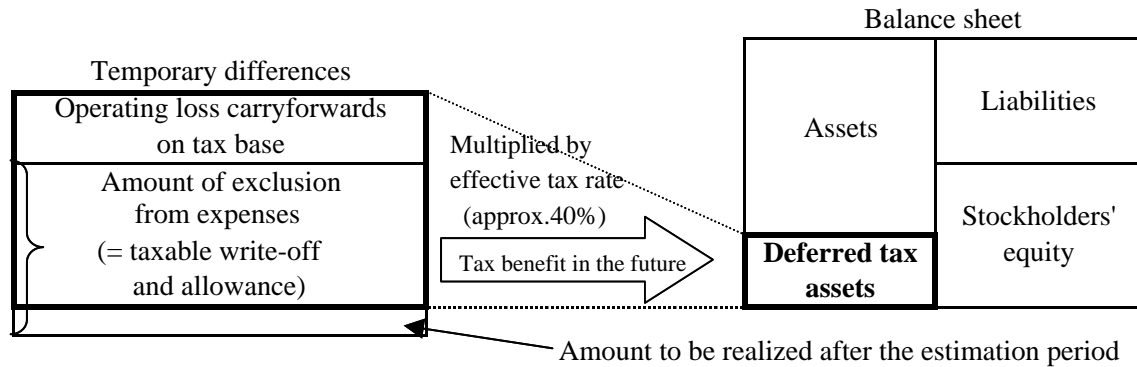 Balance sheet
Temporary differences
Operating loss carryforwards
on tax base
Amount of exclusion
from expenses
(= taxable write-off
and allowance)
Multiplied by
effective tax rate
(approx.40%)
Tax benefit in the future
Assets
Liabilities
Stockholders'
equity
Deferred tax
assets
Amount to be realized after the estimation period